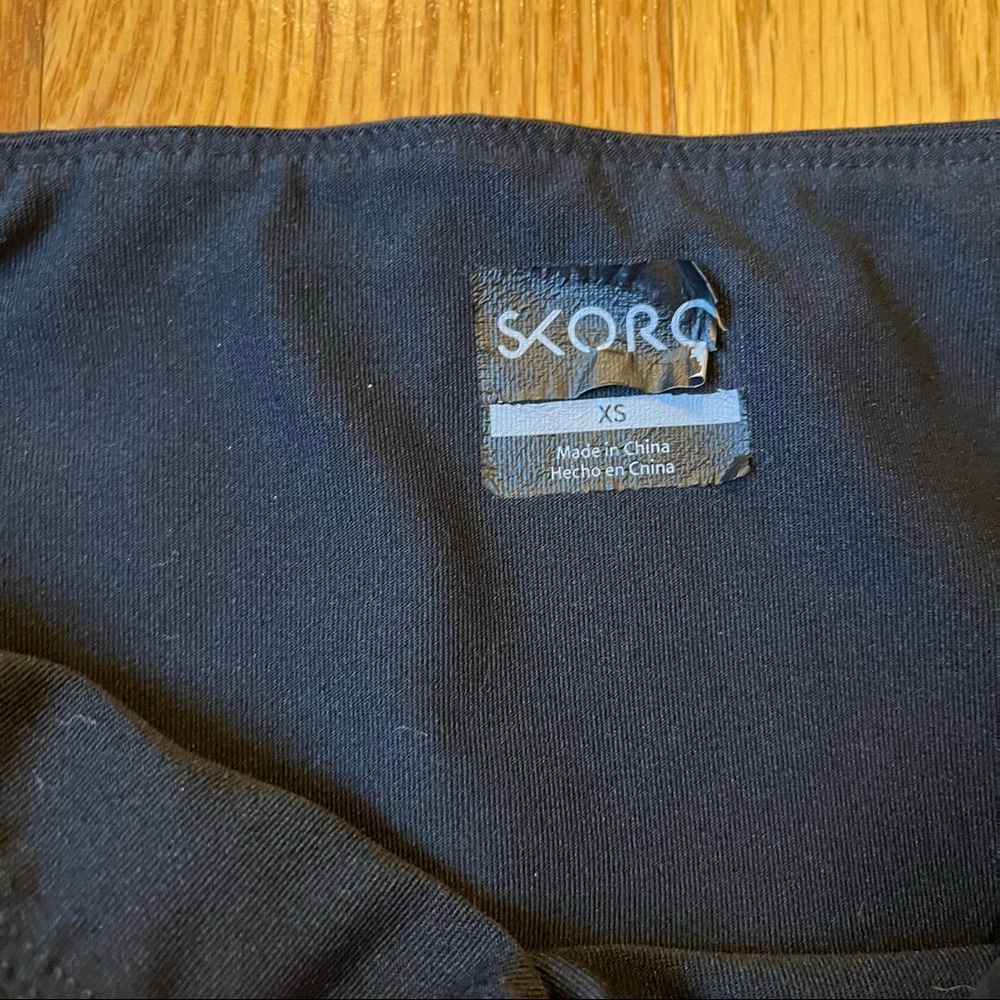 SKORC
XS
Made in China
Hecho en China